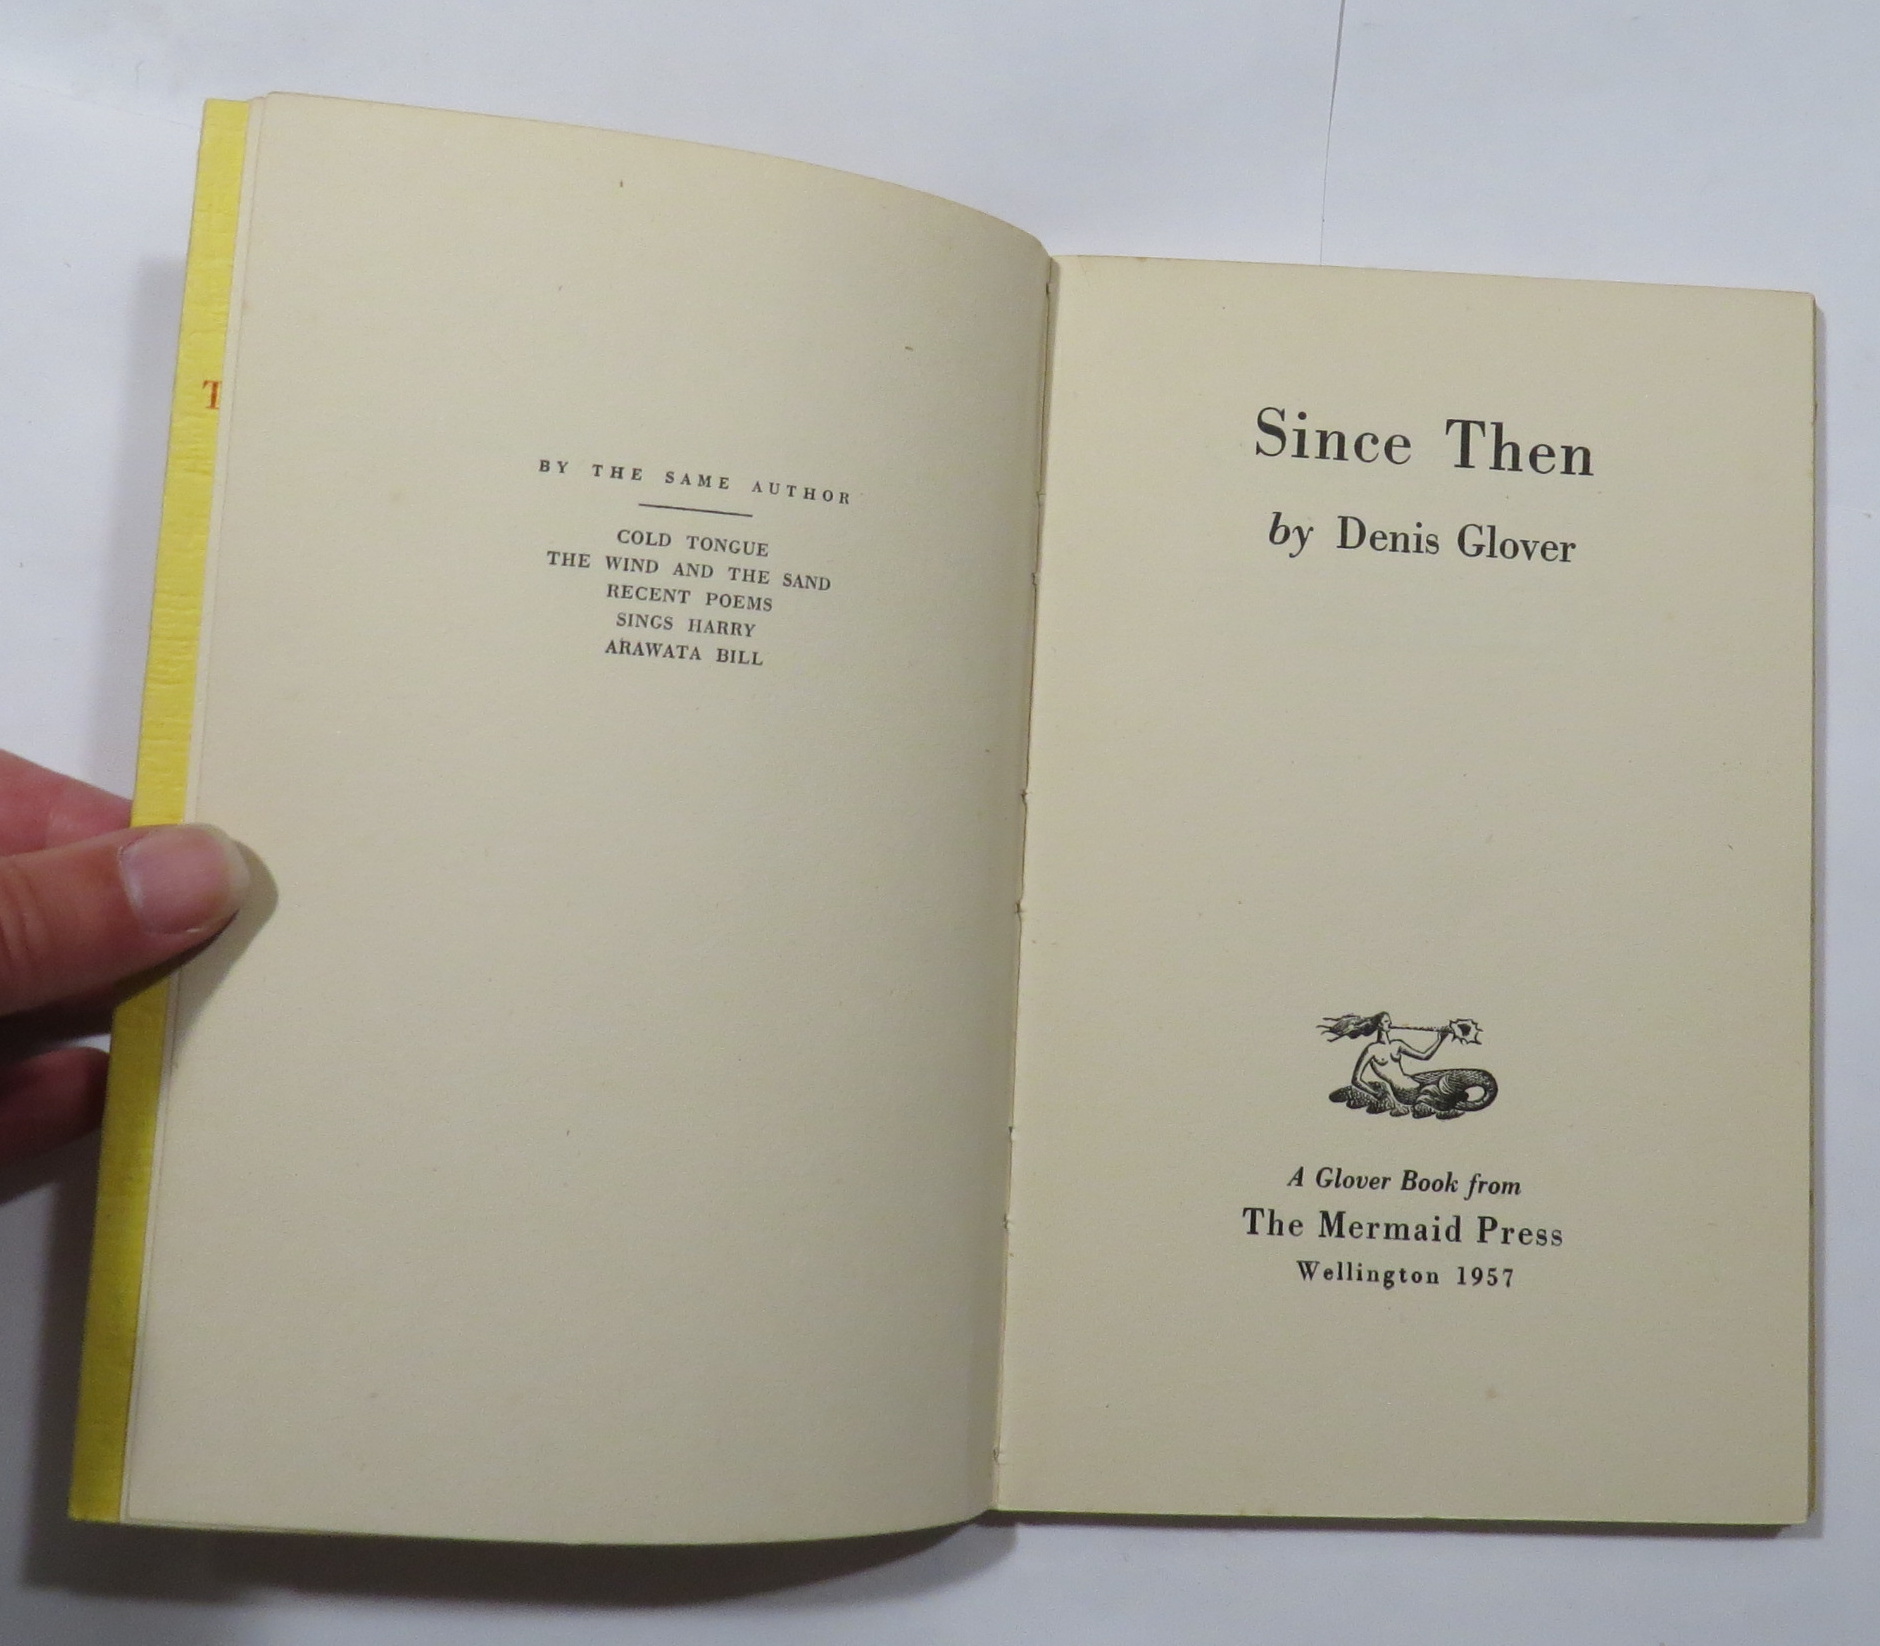 T
BY THE SAME AUTHOR
COLD TONGUE
THE WIND AND THE SAND
RECENT POEMS
SINGS HARRY
ARAWATA BILL
Since Then
by Denis Glover
A Glover Book from
The Mermaid Press
Wellington 1957